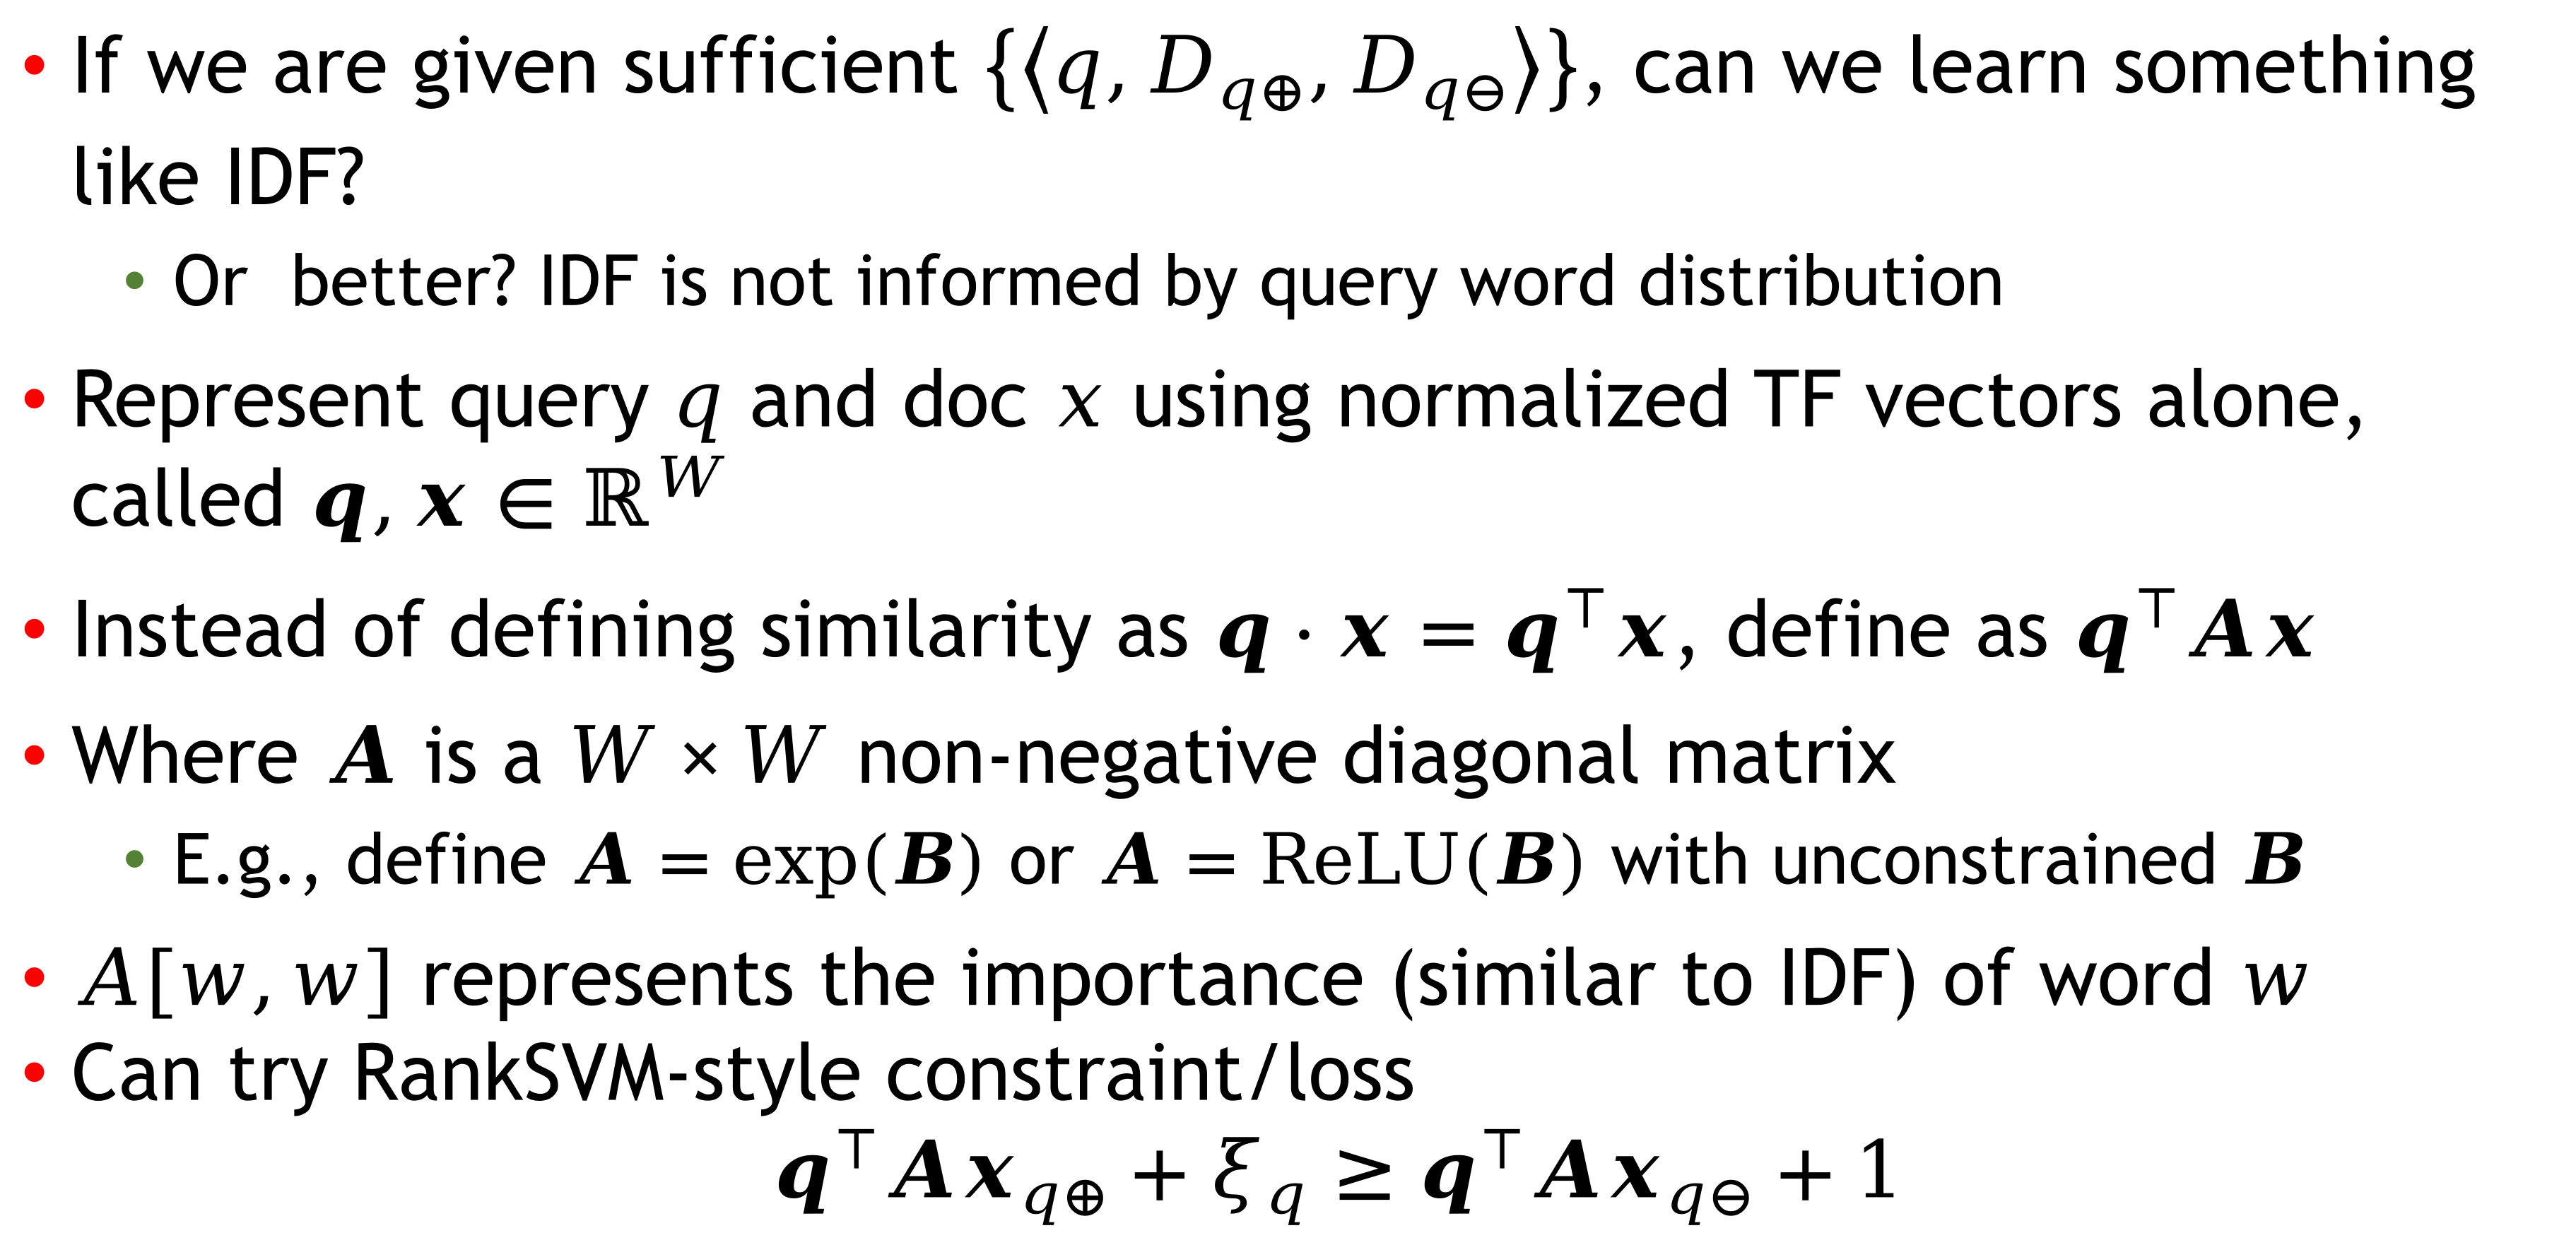 • If we are given sufficient {⟨q, D_{q⊕}, D_{q⊖}⟩}, can we learn something
like IDF?
• Or better? IDF is not informed by query word distribution
• Represent query q and doc x using normalized TF vectors alone,
called q, x ∈ ℝ^W
• Instead of defining similarity as q · x = q^⊤x, define as q^⊤Ax
• Where A is a W × W non-negative diagonal matrix
• E.g., define A = exp(B) or A = ReLU(B) with unconstrained B
• A[w, w] represents the importance (similar to IDF) of word w
• Can try RankSVM-style constraint/loss
q^⊤Ax_{q⊕} + ξ_q ≥ q^⊤Ax_{q⊖} + 1